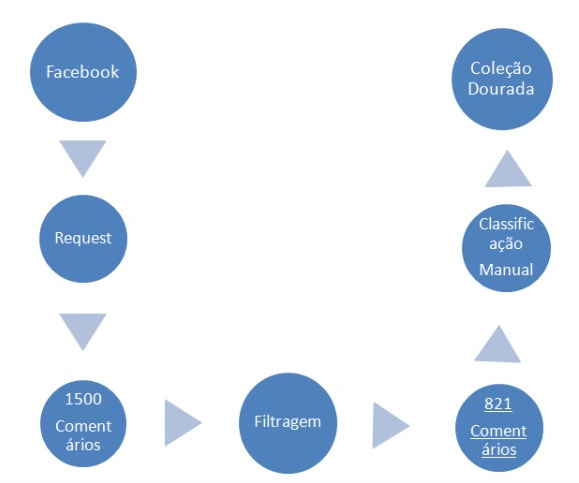 Facebook
Request
1500
Coment
ários
Filtragem
821
Coment
ários
Classific
ação
Manual
Coleção
Dourada